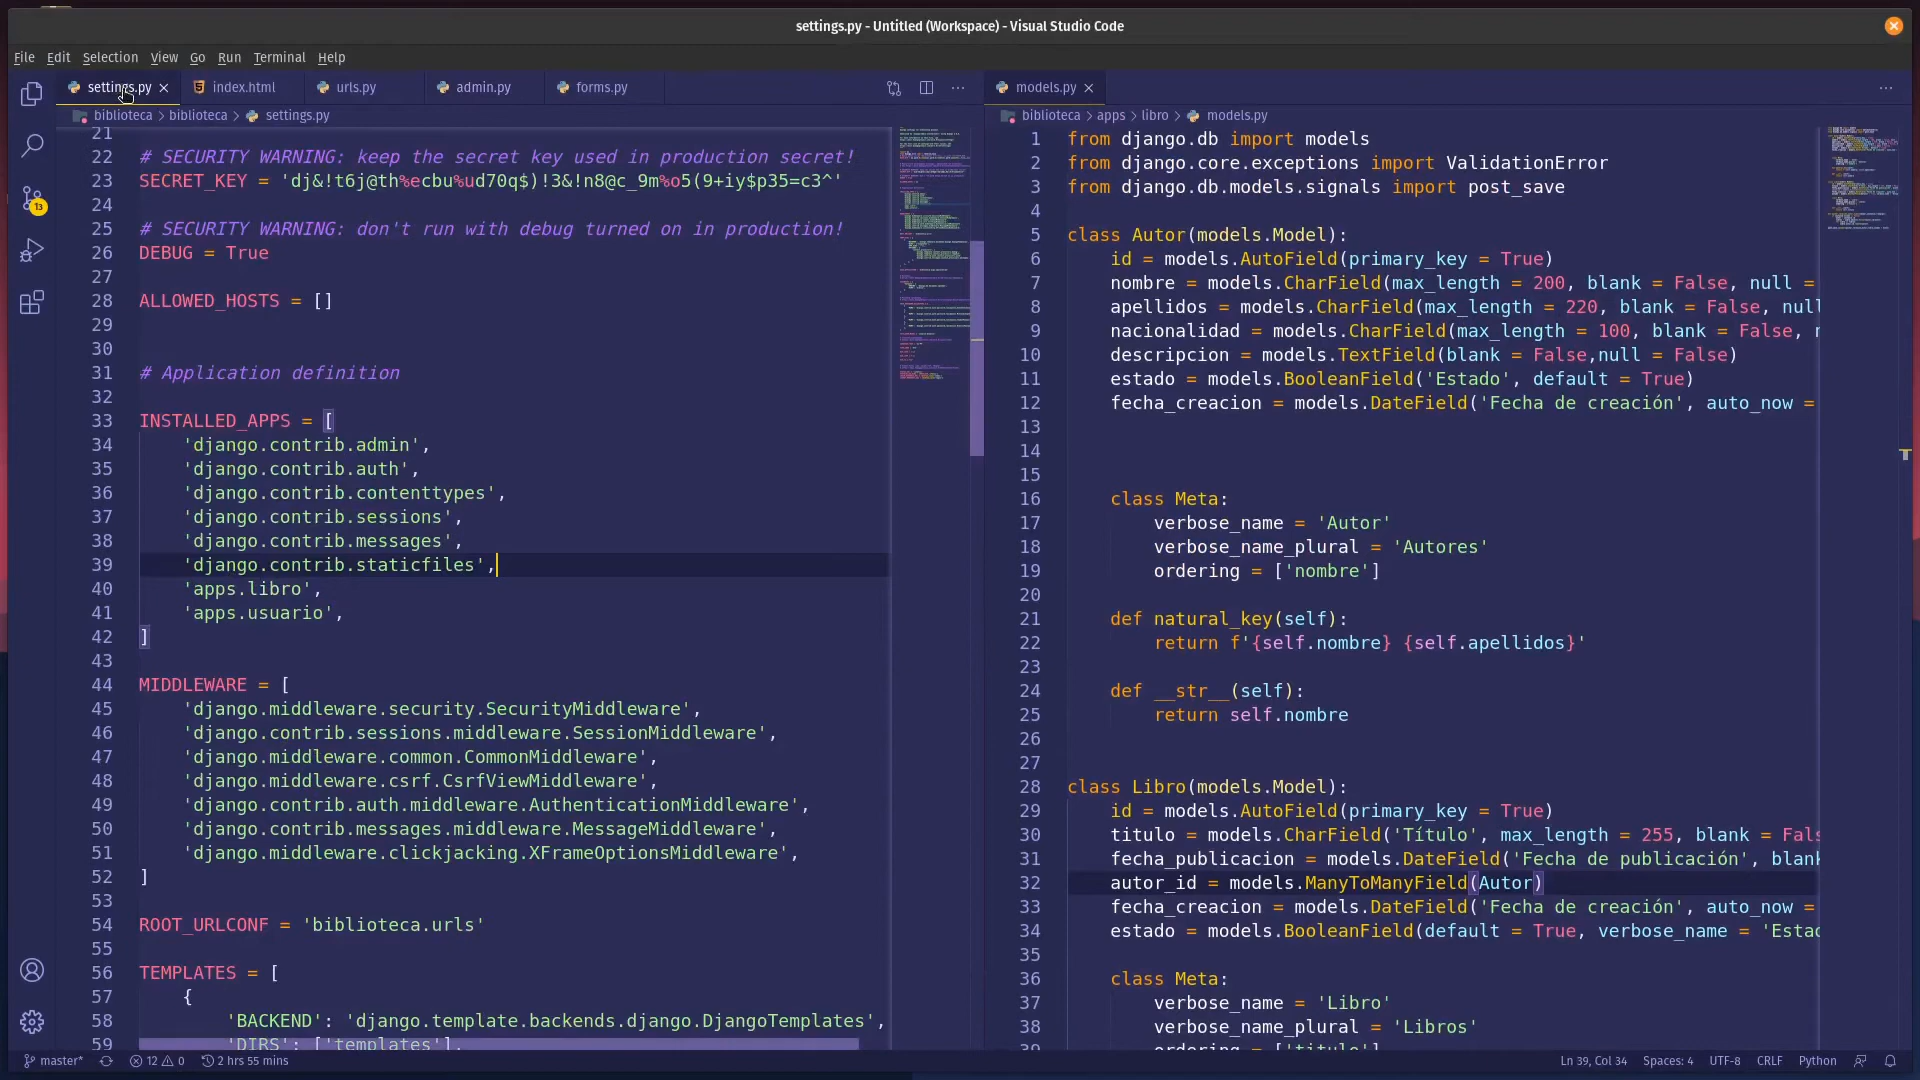 settings.py - Untitled (Workspace) - Visual Studio Code
File Edit Selection View Go Run Terminal Help
settings.py index.html urls.py admin.py forms.py
biblioteca > biblioteca > settings.py
21
22 # SECURITY WARNING: keep the secret key used in production secret!
23 SECRET_KEY = 'dj&!t6j@th%ecbu%ud70q$)!3&!n8@c_9m%o5(9+iy$p35=c3^'
24
25 # SECURITY WARNING: don't run with debug turned on in production!
26 DEBUG = True
27
28 ALLOWED_HOSTS = []
29
30
31 # Application definition
32
33 INSTALLED_APPS = [
34 'django.contrib.admin',
35 'django.contrib.auth',
36 'django.contrib.contenttypes',
37 'django.contrib.sessions',
38 'django.contrib.messages',
39 'django.contrib.staticfiles',
40 'apps.libro',
41 'apps.usuario',
42 ]
43
44 MIDDLEWARE = [
45 'django.middleware.security.SecurityMiddleware',
46 'django.contrib.sessions.middleware.SessionMiddleware',
47 'django.middleware.common.CommonMiddleware',
48 'django.middleware.csrf.CsrfViewMiddleware',
49 'django.contrib.auth.middleware.AuthenticationMiddleware',
50 'django.contrib.messages.middleware.MessageMiddleware',
51 'django.middleware.clickjacking.XFrameOptionsMiddleware',
52 ]
53
54 ROOT_URLCONF = 'biblioteca.urls'
55
56 TEMPLATES = [
57 {
58 'BACKEND': 'django.template.backends.django.DjangoTemplates',
59 'DIRS': ['templates'],
models.py
biblioteca > apps > libro > models.py
1 from django.db import models
2 from django.core.exceptions import ValidationError
3 from django.db.models.signals import post_save
4
5 class Autor(models.Model):
6 id = models.AutoField(primary_key = True)
7 nombre = models.CharField(max_length = 200, blank = False, null =
8 apellidos = models.CharField(max_length = 220, blank = False, null
9 nacionalidad = models.CharField(max_length = 100, blank = False, n
10 descripcion = models.TextField(blank = False,null = False)
11 estado = models.BooleanField('Estado', default = True)
12 fecha_creacion = models.DateField('Fecha de creación', auto_now =
13
14
15
16 class Meta:
17 verbose_name = 'Autor'
18 verbose_name_plural = 'Autores'
19 ordering = ['nombre']
20
21 def natural_key(self):
22 return f'{self.nombre} {self.apellidos}'
23
24 def __str__(self):
25 return self.nombre
26
27
28 class Libro(models.Model):
29 id = models.AutoField(primary_key = True)
30 titulo = models.CharField('Título', max_length = 255, blank = Fals
31 fecha_publicacion = models.DateField('Fecha de publicación', blank
32 autor_id = models.ManyToManyField(Autor)
33 fecha_creacion = models.DateField('Fecha de creación', auto_now =
34 estado = models.BooleanField(default = True, verbose_name = 'Estad
35
36 class Meta:
37 verbose_name = 'Libro'
38 verbose_name_plural = 'Libros'
39 ordering = ['titulo']
13
master* 12 0 2 hrs 55 mins Ln 39, Col 34 Spaces: 4 UTF-8 CRLF Python